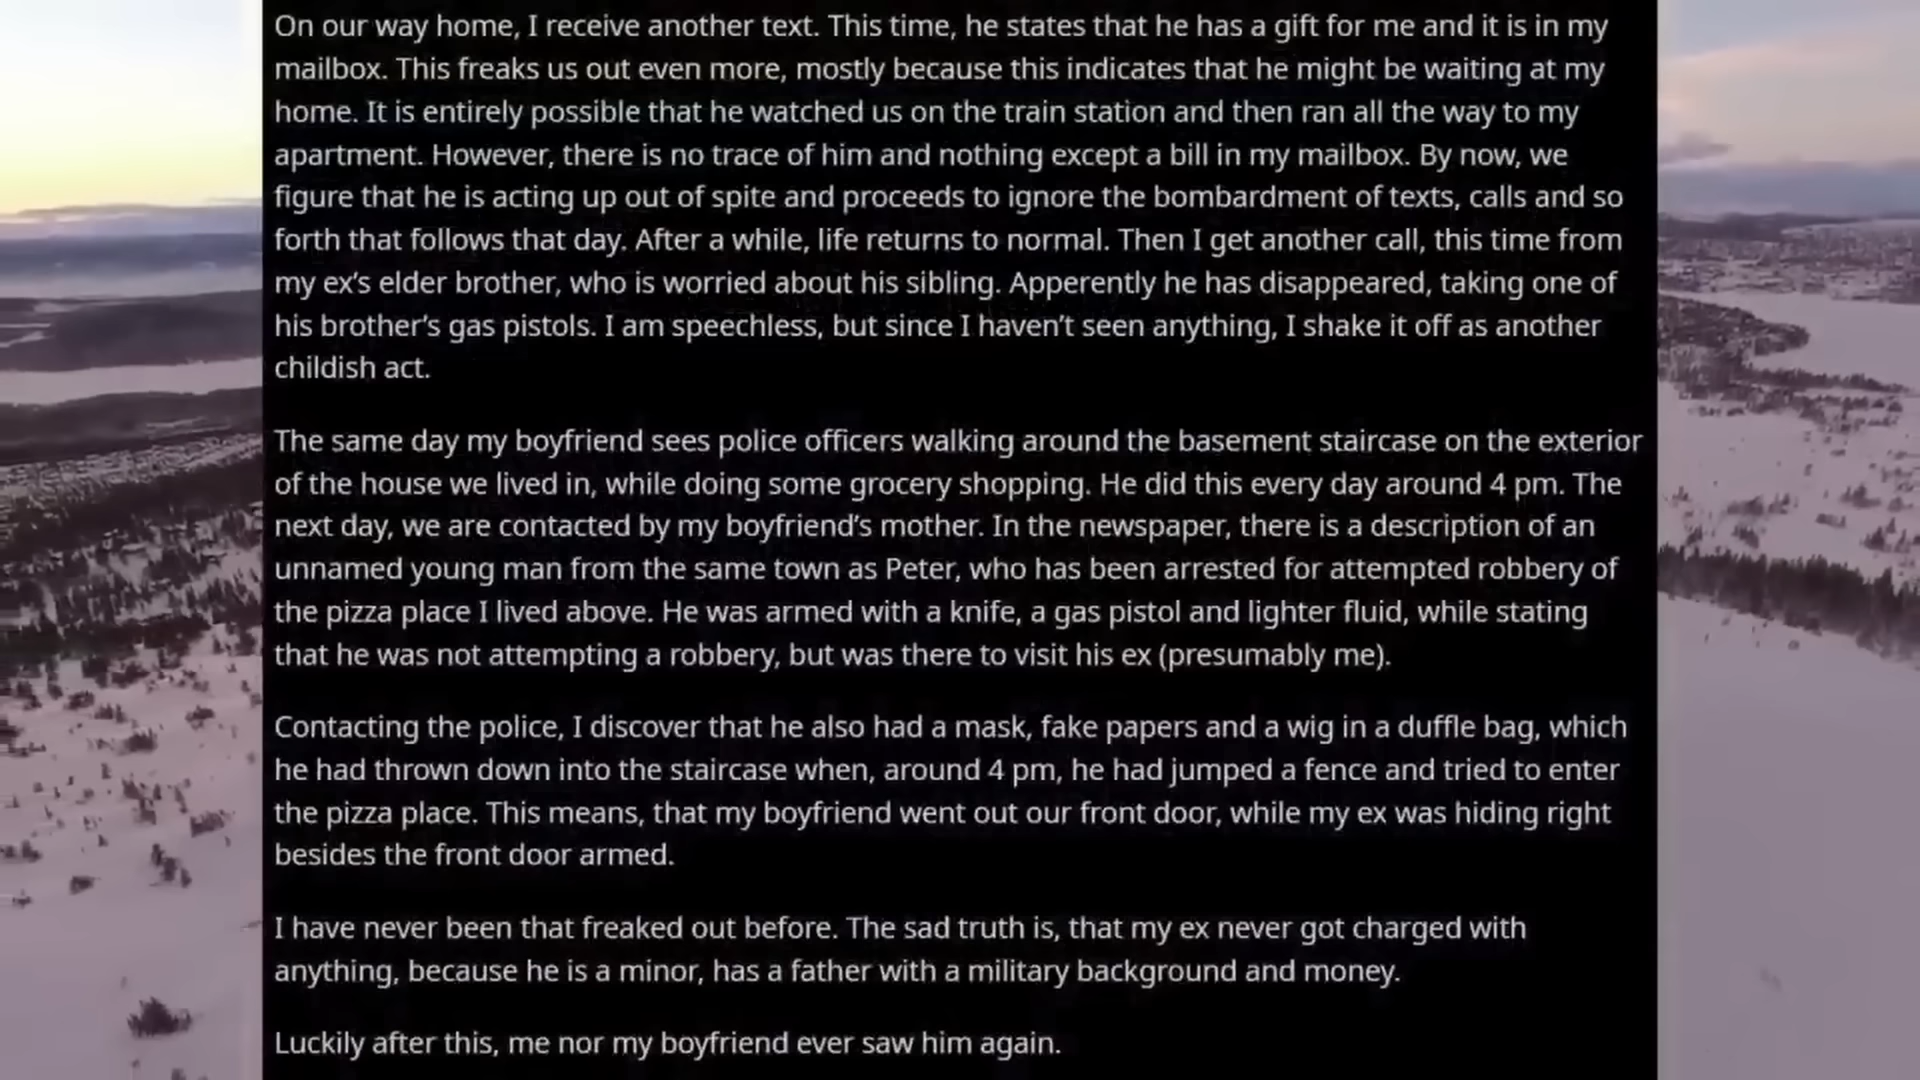 On our way home, I receive another text. This time, he states that he has a gift for me and it is in my
mailbox. This freaks us out even more, mostly because this indicates that he might be waiting at my
home. It is entirely possible that he watched us on the train station and then ran all the way to my
apartment. However, there is no trace of him and nothing except a bill in my mailbox. By now, we
figure that he is acting up out of spite and proceeds to ignore the bombardment of texts, calls and so
forth that follows that day. After a while, life returns to normal. Then I get another call, this time from
my ex’s elder brother, who is worried about his sibling. Apperently he has disappeared, taking one of
his brother’s gas pistols. I am speechless, but since I haven’t seen anything, I shake it off as another
childish act.
The same day my boyfriend sees police officers walking around the basement staircase on the exterior
of the house we lived in, while doing some grocery shopping. He did this every day around 4 pm. The
next day, we are contacted by my boyfriend’s mother. In the newspaper, there is a description of an
unnamed young man from the same town as Peter, who has been arrested for attempted robbery of
the pizza place I lived above. He was armed with a knife, a gas pistol and lighter fluid, while stating
that he was not attempting a robbery, but was there to visit his ex (presumably me).
Contacting the police, I discover that he also had a mask, fake papers and a wig in a duffle bag, which
he had thrown down into the staircase when, around 4 pm, he had jumped a fence and tried to enter
the pizza place. This means, that my boyfriend went out our front door, while my ex was hiding right
besides the front door armed.
I have never been that freaked out before. The sad truth is, that my ex never got charged with
anything, because he is a minor, has a father with a military background and money.
Luckily after this, me nor my boyfriend ever saw him again.